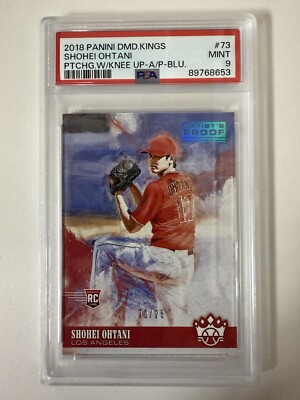 2018 PANINI DMD.KINGS #73
SHOHEI OHTANI MINT
PTCHG.W/KNEE UP-A/P-BLU. 9
PSA 89768653
ARTIST'S
PROOF
RC
SHOHEI OHTANI
LOS ANGELES